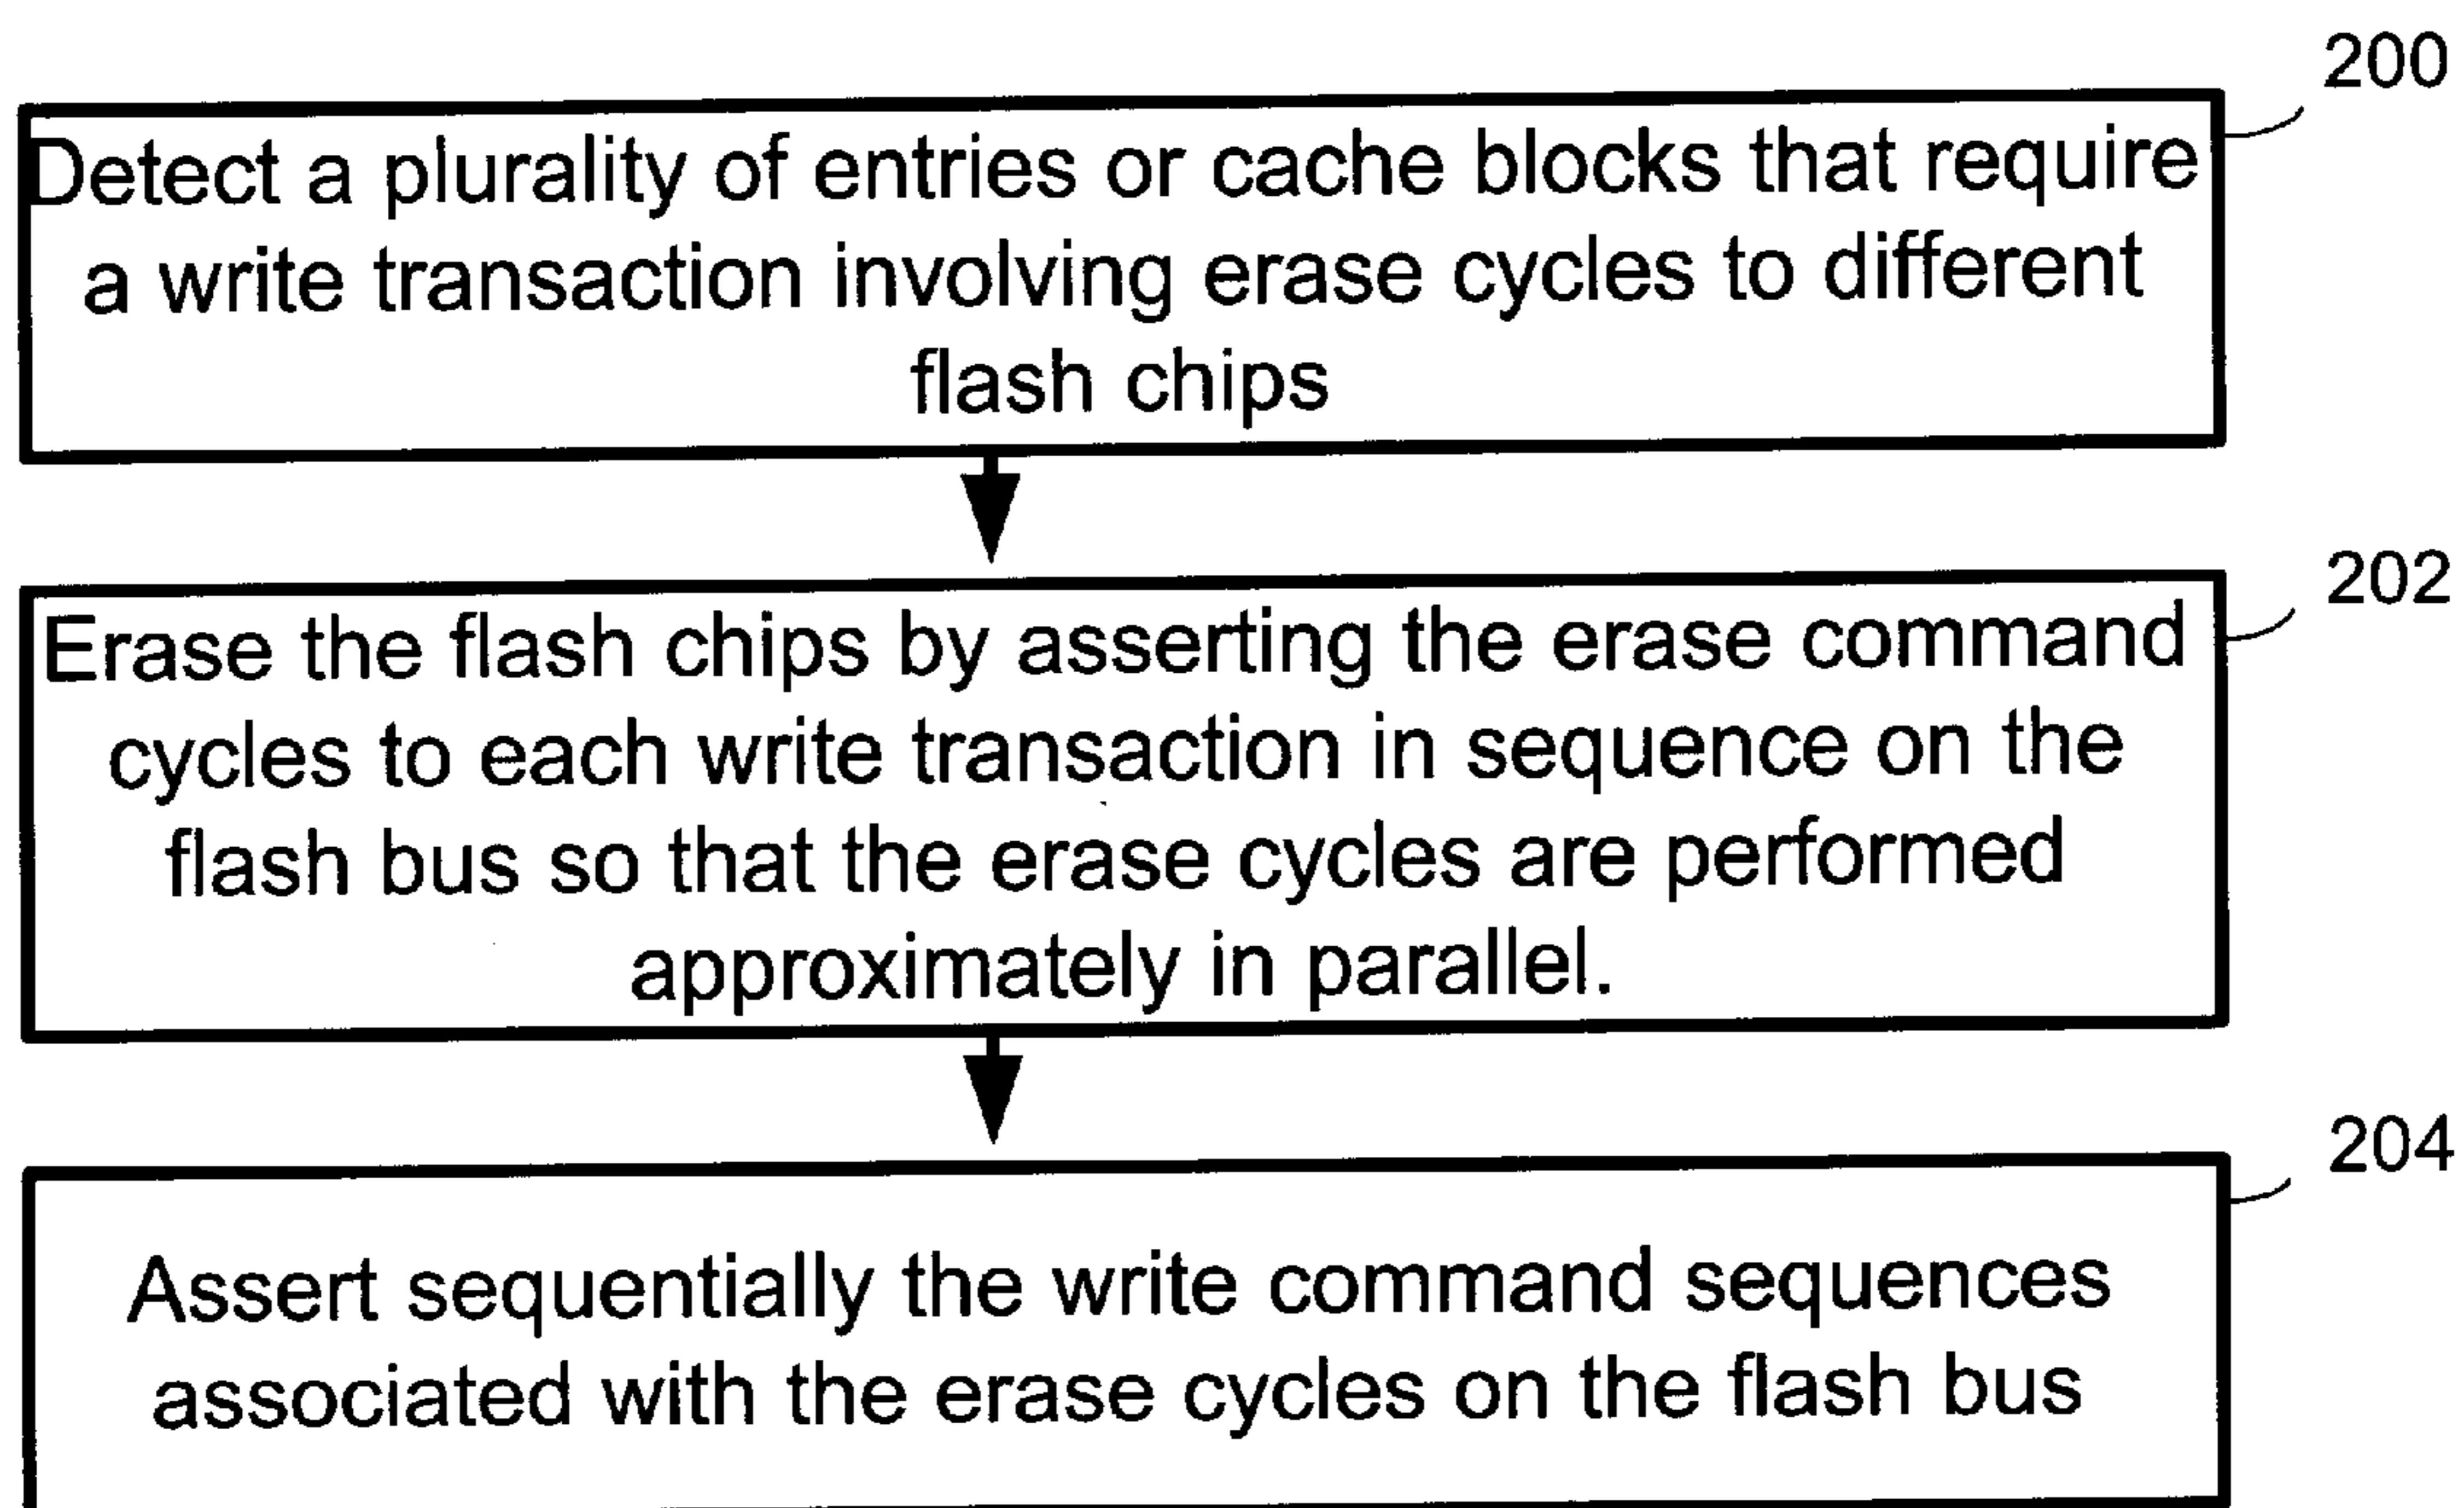 200
Detect a plurality of entries or cache blocks that require
a write transaction involving erase cycles to different
flash chips
202
Erase the flash chips by asserting the erase command
cycles to each write transaction in sequence on the
flash bus so that the erase cycles are performed
approximately in parallel.
204
Assert sequentially the write command sequences
associated with the erase cycles on the flash bus